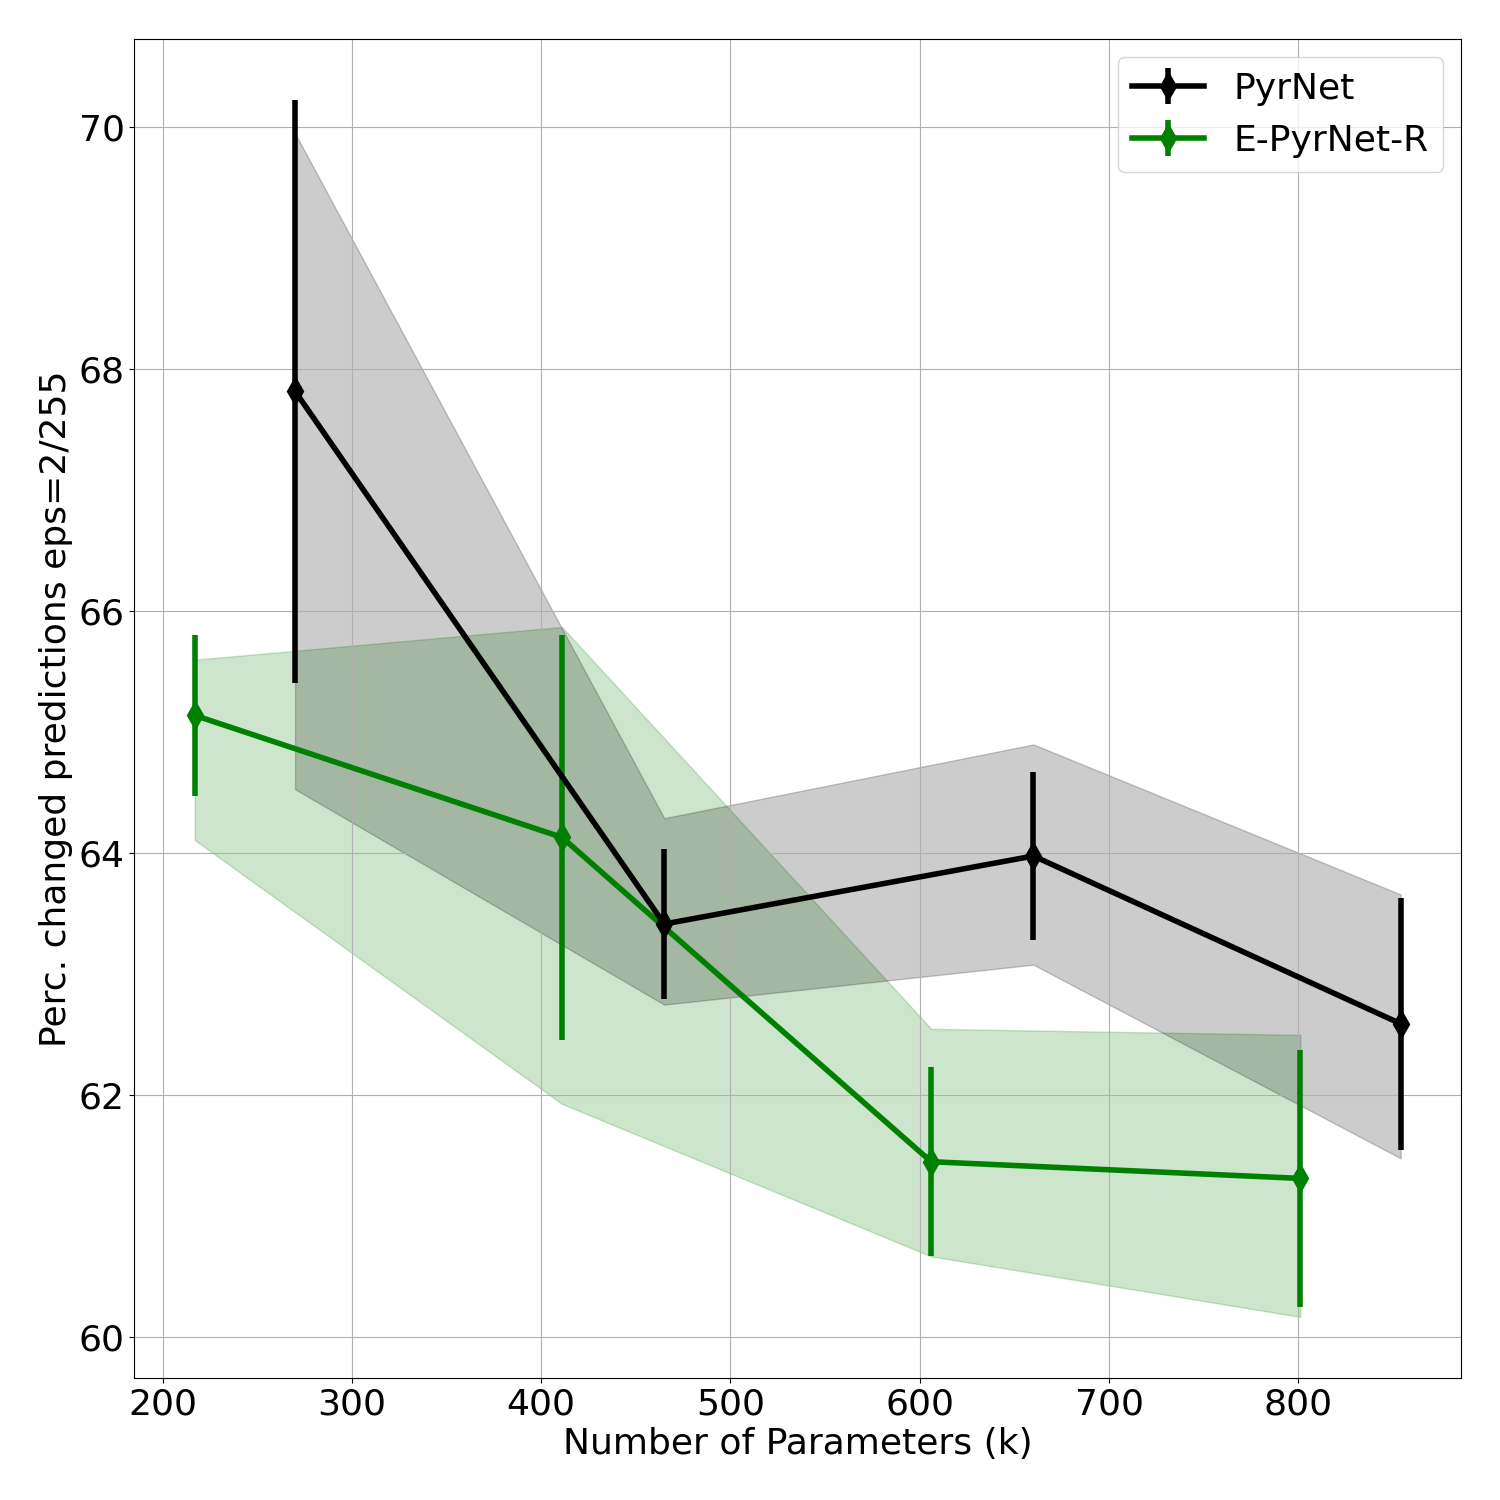 PyrNet
E-PyrNet-R
Perc. changed predictions eps=2/255
70
68
66
64
62
60
200 300 400 500 600 700 800
Number of Parameters (k)